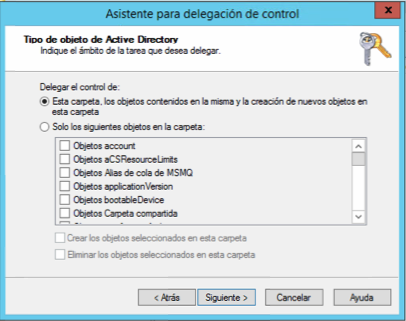 Asistente para delegación de control
x
Tipo de objeto de Active Directory
Indique el ámbito de la tarea que desea delegar.
Delegar el control de:
Esta carpeta, los objetos contenidos en la misma y la creación de nuevos objetos en
esta carpeta
Solo los siguientes objetos en la carpeta:
Objetos account
Objetos aCSResourceLimits
Objetos Alias de cola de MSMQ
Objetos applicationVersion
Objetos bootableDevice
Objetos Carpeta compartida
Crear los objetos seleccionados en esta carpeta
Eliminar los objetos seleccionados en esta carpeta
< Atrás Siguiente > Cancelar Ayuda